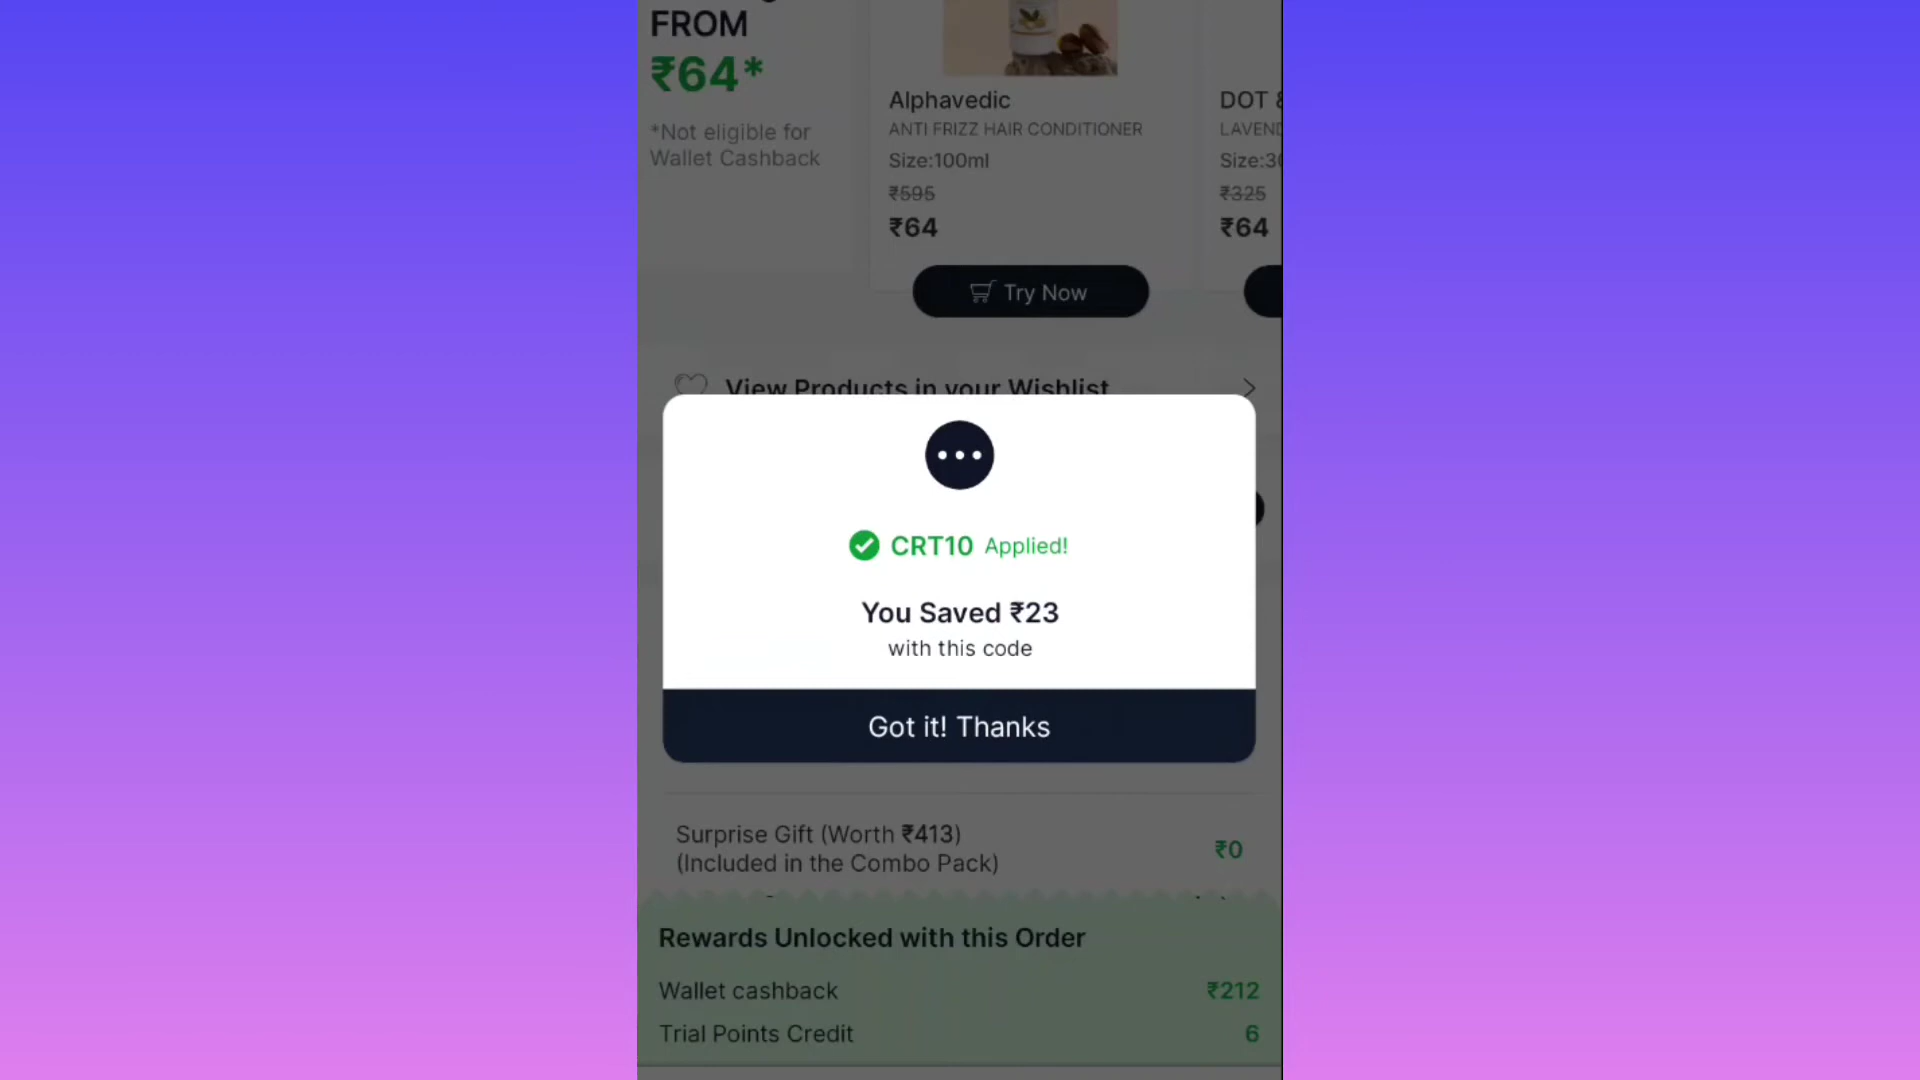 FROM
₹64*
*Not eligible for
Wallet Cashback
Alphavedic
ANTI FRIZZ HAIR CONDITIONER
Size:100ml
₹595
₹64
Try Now
DOT &
LAVEND
Size:30
₹325
₹64
View Products in your Wishlist
CRT10 Applied!
You Saved ₹23
with this code
Got it! Thanks
Surprise Gift (Worth ₹413)
(Included in the Combo Pack)
₹0
Rewards Unlocked with this Order
Wallet cashback
₹212
Trial Points Credit
6